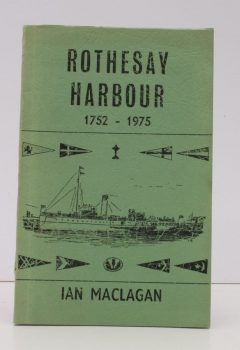 ROTHESAY
HARBOUR
1752 - 1975
IAN MACLAGAN